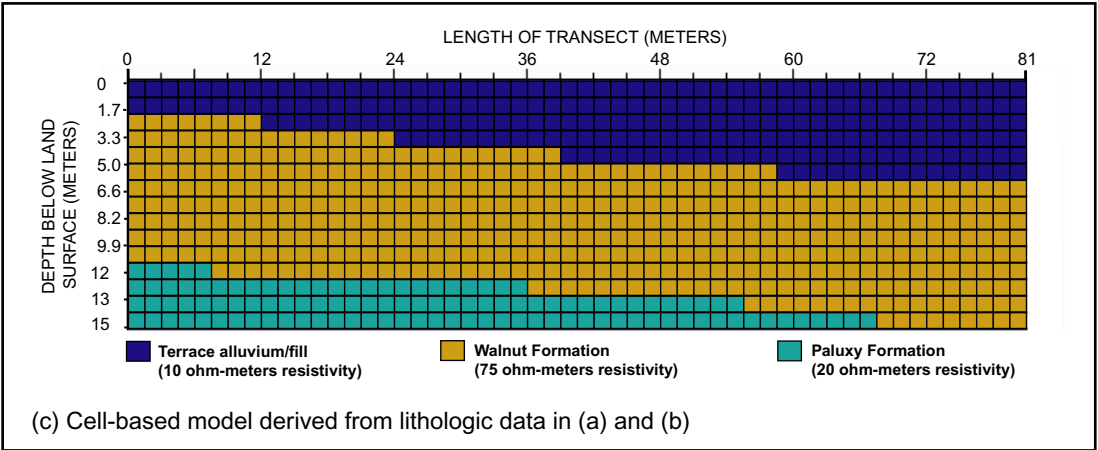 LENGTH OF TRANSECT (METERS)
0 12 24 36 48 60 72 81
DEPTH BELOW LAND
SURFACE (METERS)
0
1.7
3.3
5.0
6.6
8.2
9.9
12
13
15
Terrace alluvium/fill
(10 ohm-meters resistivity)
Walnut Formation
(75 ohm-meters resistivity)
Paluxy Formation
(20 ohm-meters resistivity)
(c) Cell-based model derived from lithologic data in (a) and (b)